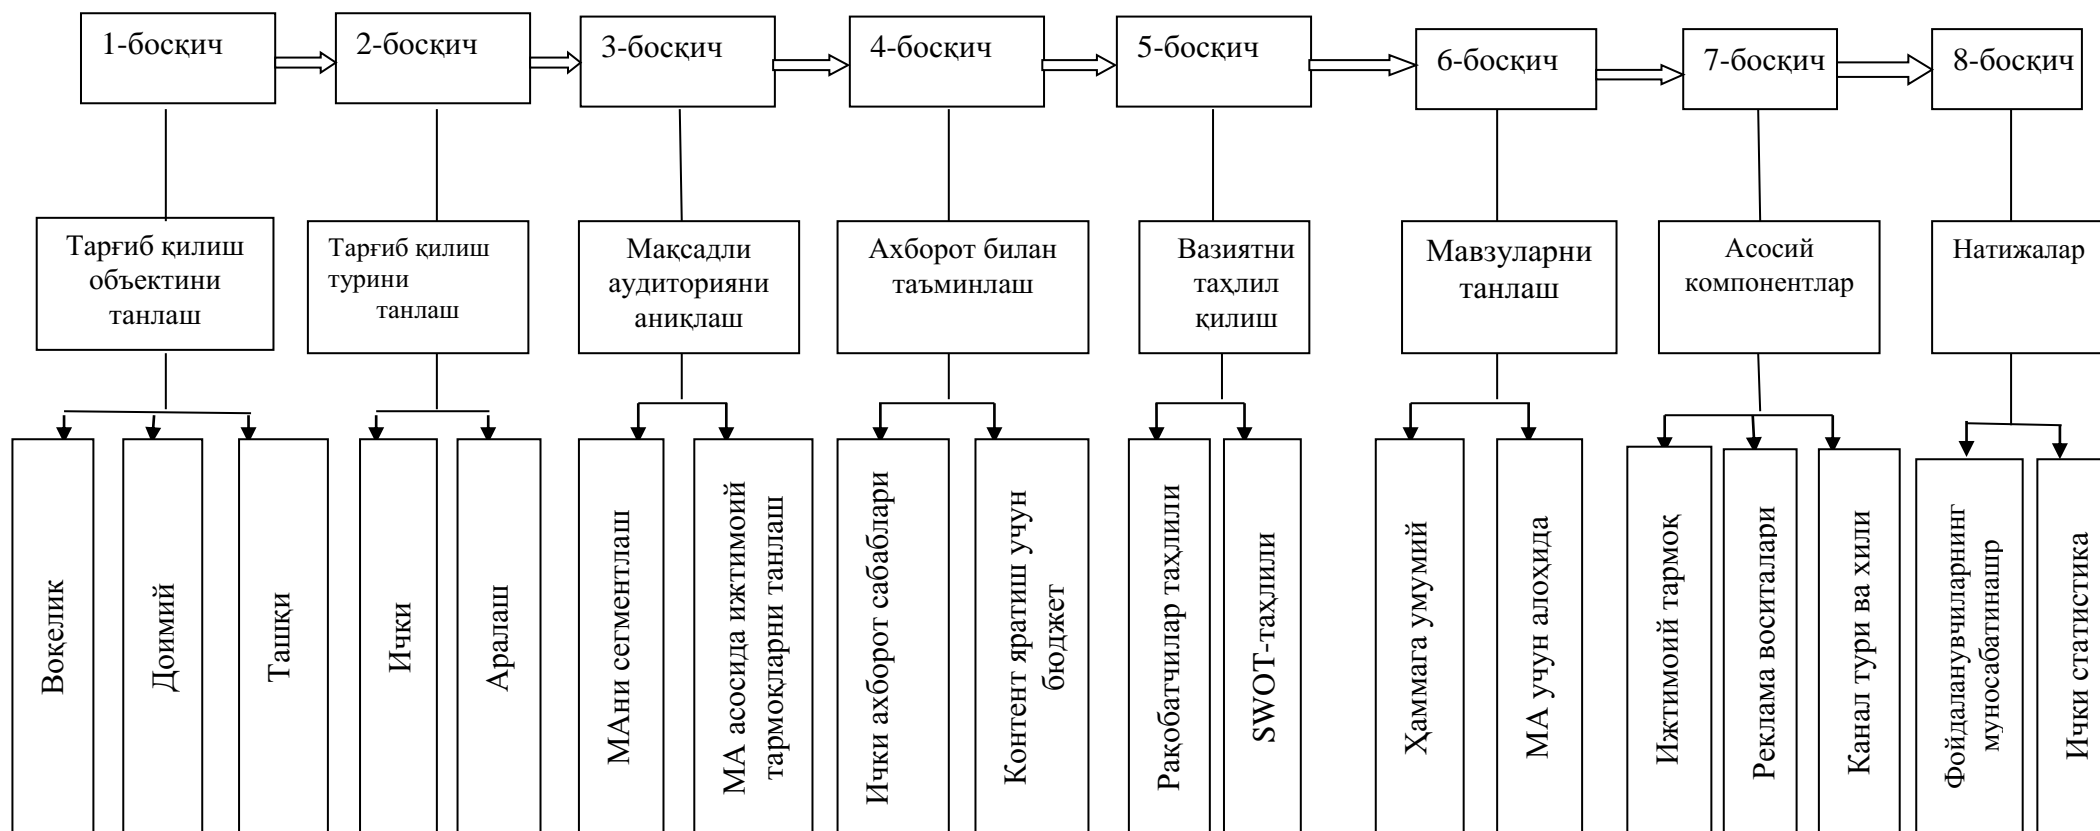 1-босқич
2-босқич
3-босқич
4-босқич
5-босқич
6-босқич
7-босқич
8-босқич
Тарғиб қилиш
объектини
танлаш
Тарғиб қилиш
турини
танлаш
Мақсадли
аудиторияни
аниқлаш
Ахборот билан
таъминлаш
Вазиятни
таҳлил
қилиш
Мавзуларни
танлаш
Асосий
компонентлар
Натижалар
Воқелик
Доимий
Ташқи
Ички
Аралаш
МАни сегментлаш
МА асосида ижтимоий
тармоқларни танлаш
Ички ахборот сабаблари
Контент яратиш учун
бюджет
Рақобатчилар таҳлили
SWOT-таҳлили
Ҳаммага умумий
МА учун алоҳида
Ижтимоий тармоқ
Реклама воситалари
Канал тури ва хили
Фойдаланувчиларнинг
муносабатинашр
Ички статистика